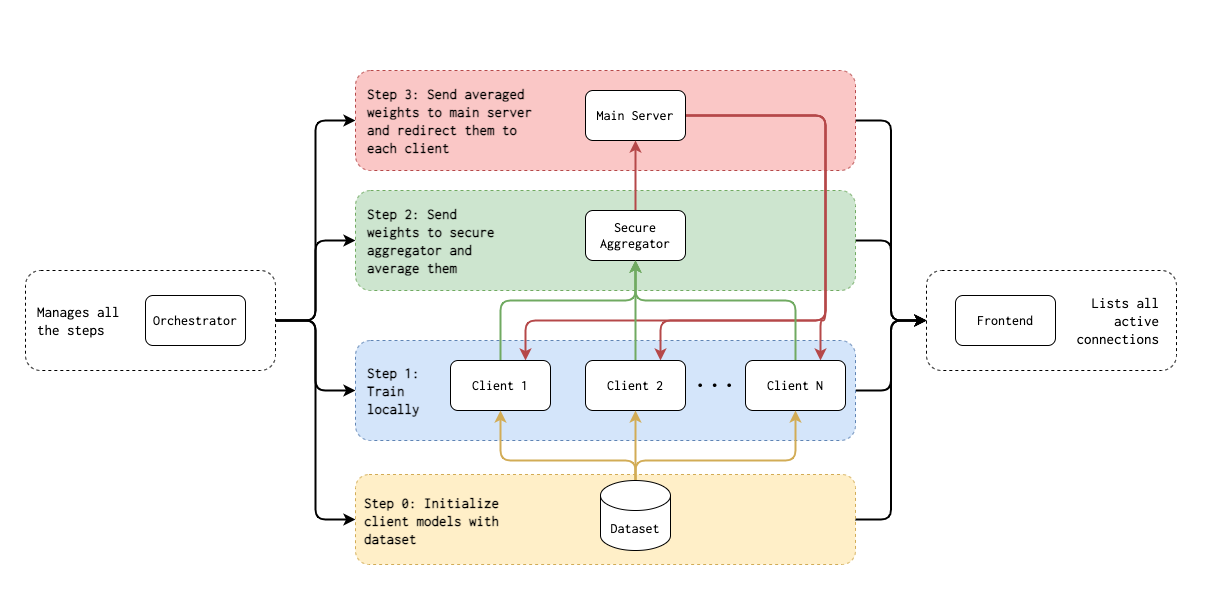 Step 3: Send averaged
weights to main server
and redirect them to
each client
Main Server
Step 2: Send
weights to secure
aggregator and
average them
Secure
Aggregator
Manages all
the steps
Orchestrator
Frontend
Lists all
active
connections
Step 1:
Train
locally
Client 1
Client 2
...
Client N
Step 0: Initialize
client models with
dataset
Dataset